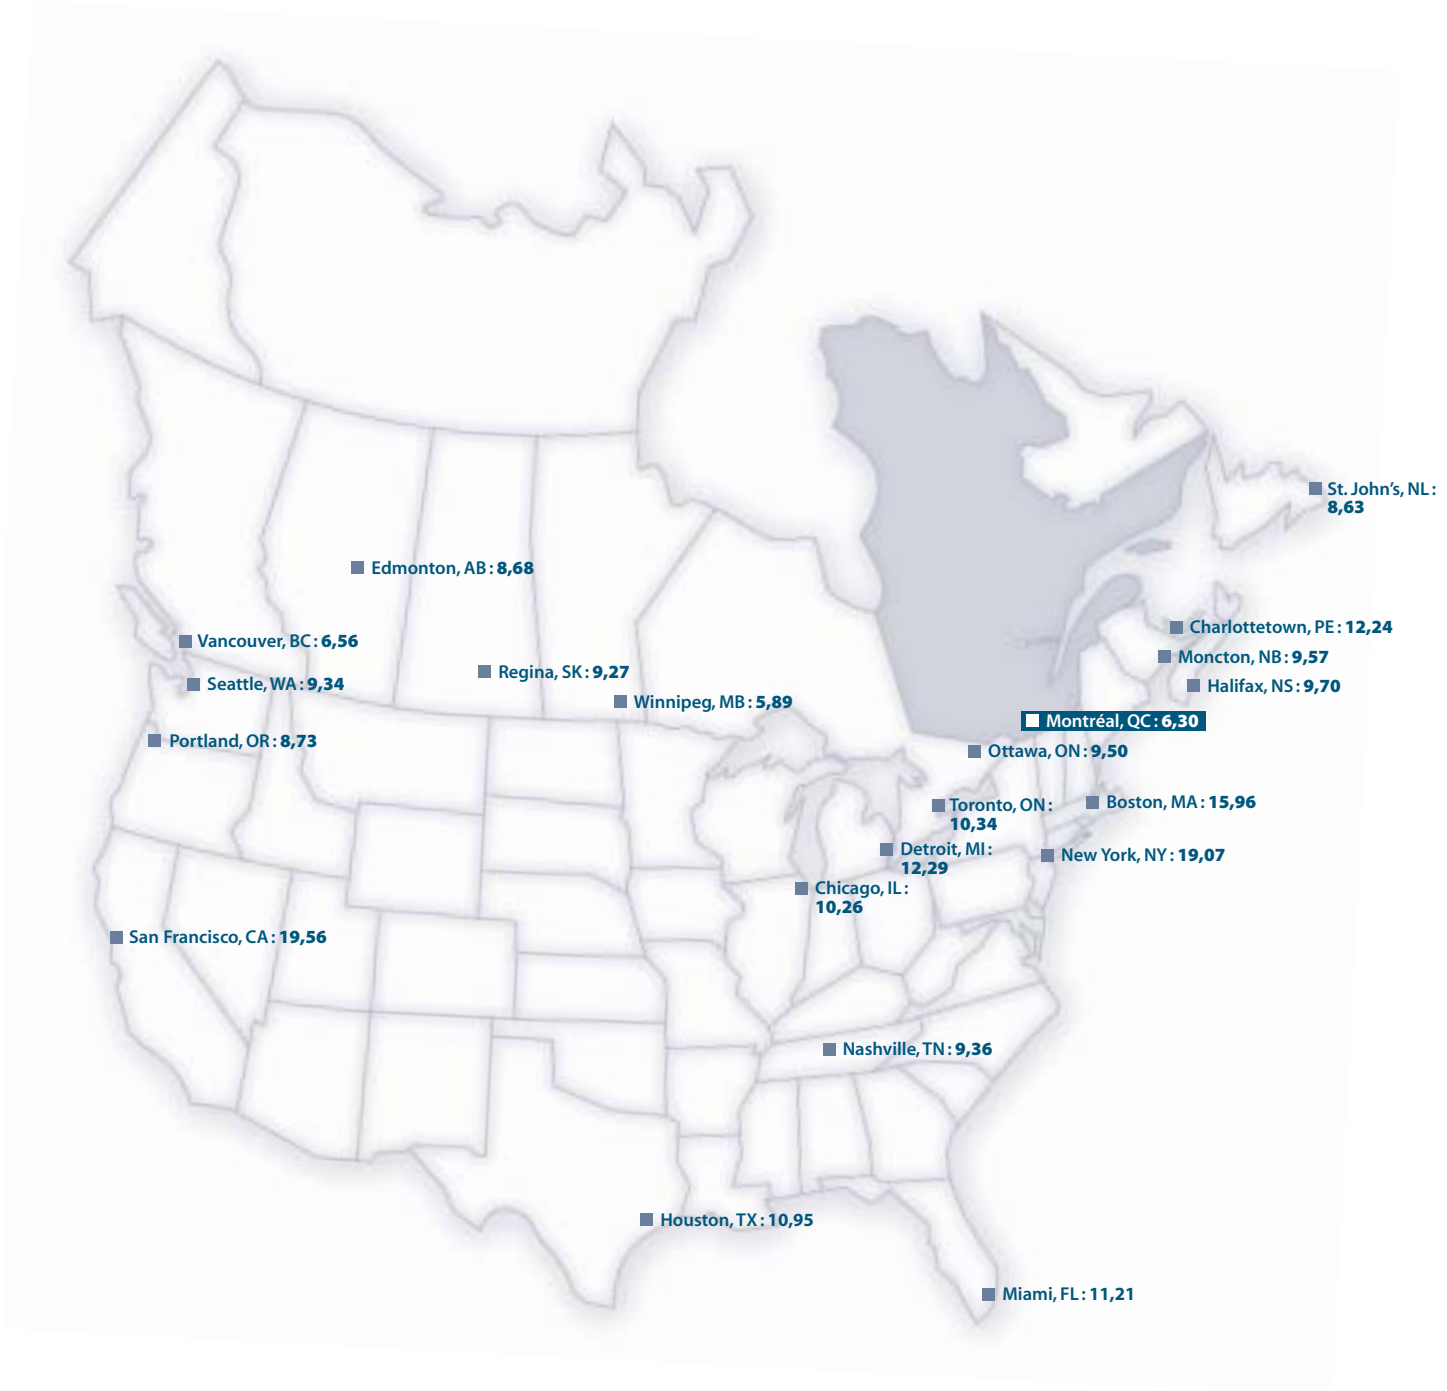 St. John's, NL :
8,63
Edmonton, AB : 8,68
Charlottetown, PE : 12,24
Vancouver, BC : 6,56
Moncton, NB : 9,57
Regina, SK : 9,27
Seattle, WA : 9,34
Halifax, NS : 9,70
Winnipeg, MB : 5,89
Montréal, QC : 6,30
Portland, OR : 8,73
Ottawa, ON : 9,50
Toronto, ON :
10,34
Boston, MA : 15,96
Detroit, MI :
12,29
New York, NY : 19,07
Chicago, IL :
10,26
San Francisco, CA : 19,56
Nashville, TN : 9,36
Houston, TX : 10,95
Miami, FL : 11,21